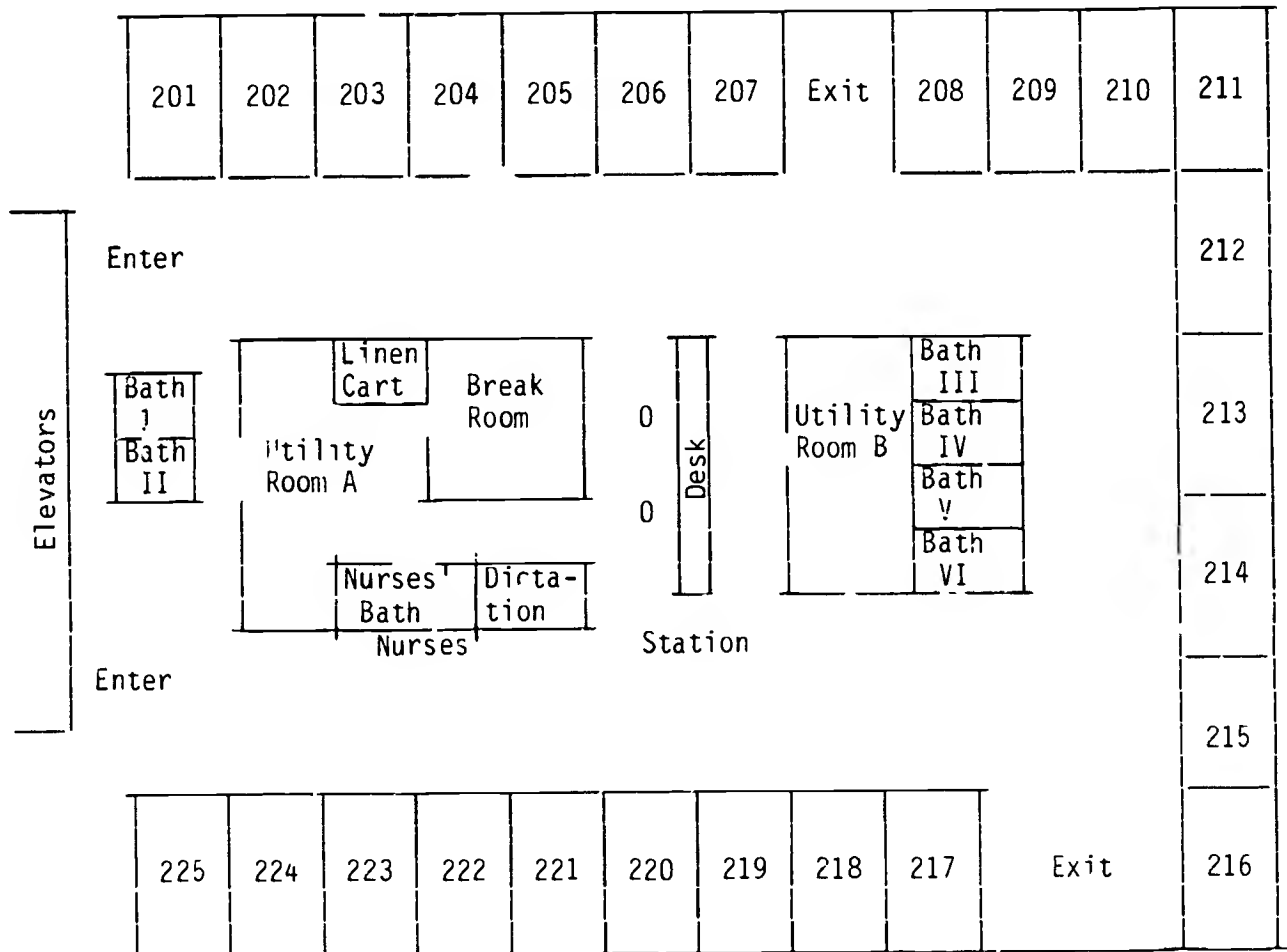 201 202 203 204 205 206 207 Exit 208 209 210 211
212
Enter
Linen
Cart
Break
Room
Bath
III
Bath
I
Bath
II
Utility
Room A
0
0
Desk
Utility
Room B
Bath
IV
Bath
V
Bath
VI
213
Elevators
214
Nurses'
Bath
Dicta-
tion
Nurses Station
Enter
215
225 224 223 222 221 220 219 218 217 Exit 216